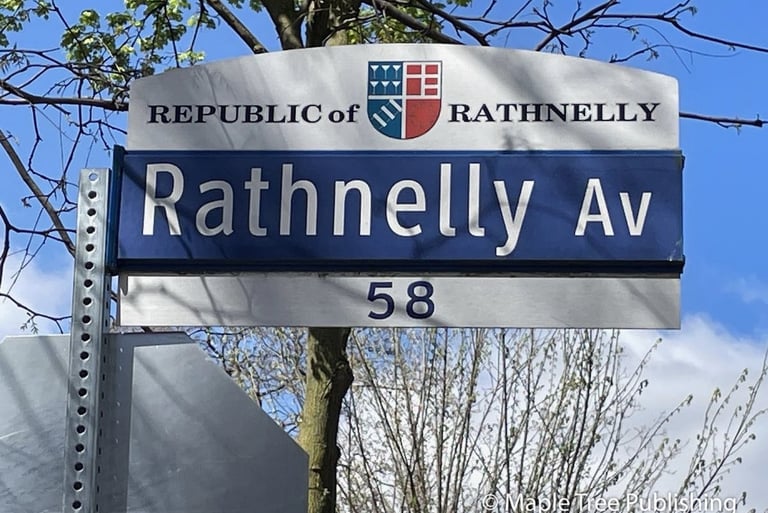 REPUBLIC of RATHNELLY
Rathnelly Av
58
© Maple Tree Publishing